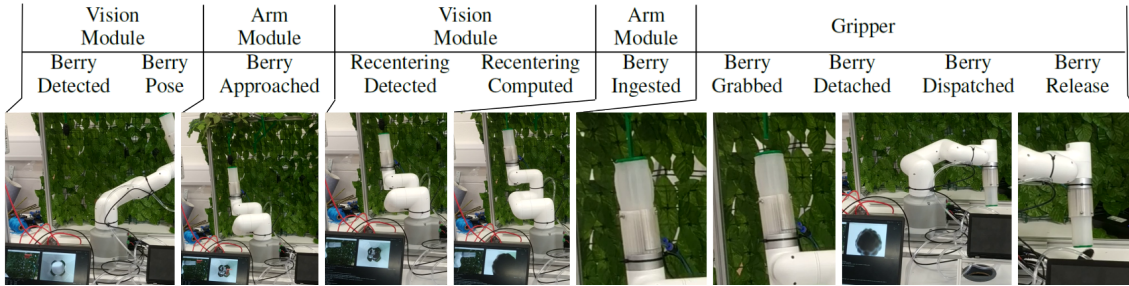 Vision
Module
Arm
Module
Vision
Module
Arm
Module
Gripper
Berry
Detected
Berry
Pose
Berry
Approached
Recentering
Detected
Recentering
Computed
Berry
Ingested
Berry
Grabbed
Berry
Detached
Berry
Dispatched
Berry
Release